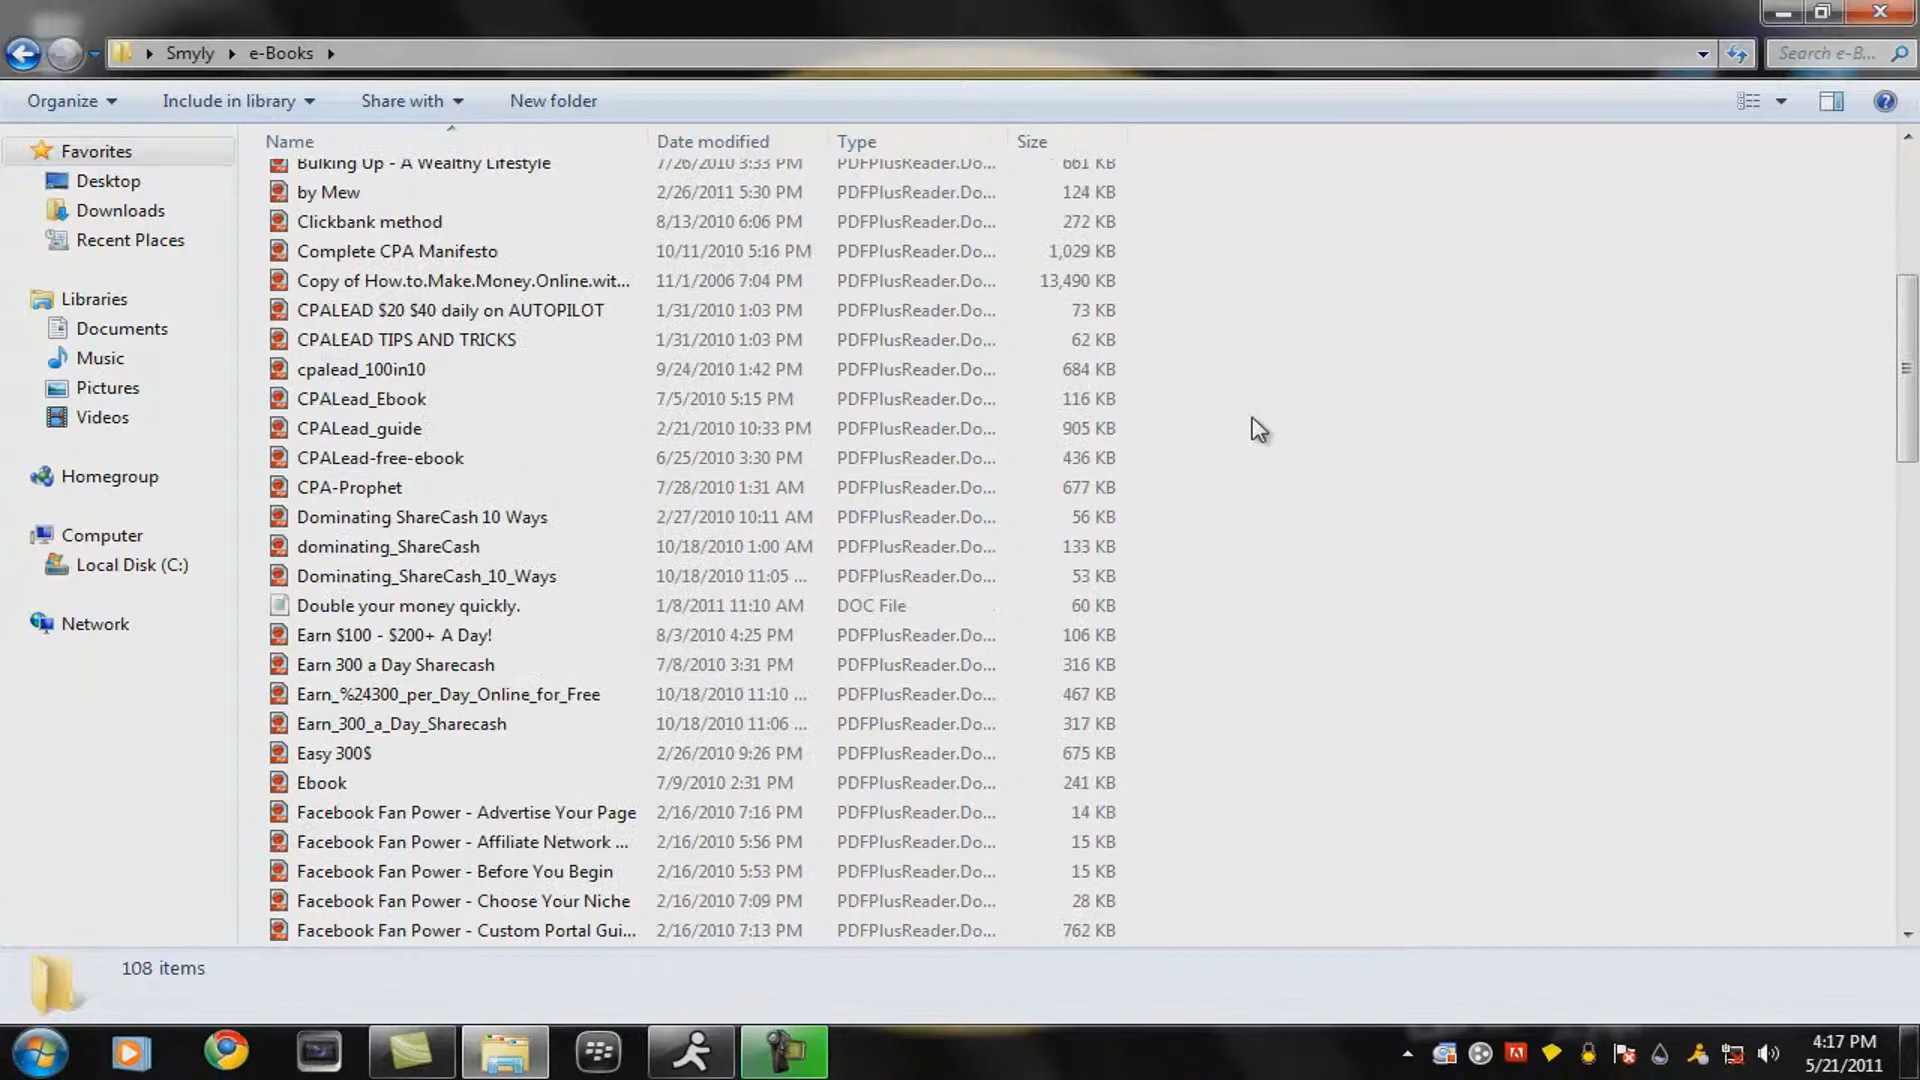 Smyly e-Books Search e-B...
Organize Include in library Share with New folder
Name Date modified Type Size
Favorites
Desktop
Downloads
Recent Places
Libraries
Documents
Music
Pictures
Videos
Homegroup
Computer
Local Disk (C:)
Network
Bulking Up - A Wealthy Lifestyle 7/26/2010 3:33 PM PDFPlusReader.Do... 661 KB
by Mew 2/26/2011 5:30 PM PDFPlusReader.Do... 124 KB
Clickbank method 8/13/2010 6:06 PM PDFPlusReader.Do... 272 KB
Complete CPA Manifesto 10/11/2010 5:16 PM PDFPlusReader.Do... 1,029 KB
Copy of How.to.Make.Money.Online.wit... 11/1/2006 7:04 PM PDFPlusReader.Do... 13,490 KB
CPALEAD $20 $40 daily on AUTOPILOT 1/31/2010 1:03 PM PDFPlusReader.Do... 73 KB
CPALEAD TIPS AND TRICKS 1/31/2010 1:03 PM PDFPlusReader.Do... 62 KB
cpalead_100in10 9/24/2010 1:42 PM PDFPlusReader.Do... 684 KB
CPALead_Ebook 7/5/2010 5:15 PM PDFPlusReader.Do... 116 KB
CPALead_guide 2/21/2010 10:33 PM PDFPlusReader.Do... 905 KB
CPALead-free-ebook 6/25/2010 3:30 PM PDFPlusReader.Do... 436 KB
CPA-Prophet 7/28/2010 1:31 AM PDFPlusReader.Do... 677 KB
Dominating ShareCash 10 Ways 2/27/2010 10:11 AM PDFPlusReader.Do... 56 KB
dominating_ShareCash 10/18/2010 1:00 AM PDFPlusReader.Do... 133 KB
Dominating_ShareCash_10_Ways 10/18/2010 11:05 ... PDFPlusReader.Do... 53 KB
Double your money quickly. 1/8/2011 11:10 AM DOC File 60 KB
Earn $100 - $200+ A Day! 8/3/2010 4:25 PM PDFPlusReader.Do... 106 KB
Earn 300 a Day Sharecash 7/8/2010 3:31 PM PDFPlusReader.Do... 316 KB
Earn_%24300_per_Day_Online_for_Free 10/18/2010 11:10 ... PDFPlusReader.Do... 467 KB
Earn_300_a_Day_Sharecash 10/18/2010 11:06 ... PDFPlusReader.Do... 317 KB
Easy 300$ 2/26/2010 9:26 PM PDFPlusReader.Do... 675 KB
Ebook 7/9/2010 2:31 PM PDFPlusReader.Do... 241 KB
Facebook Fan Power - Advertise Your Page 2/16/2010 7:16 PM PDFPlusReader.Do... 14 KB
Facebook Fan Power - Affiliate Network ... 2/16/2010 5:56 PM PDFPlusReader.Do... 15 KB
Facebook Fan Power - Before You Begin 2/16/2010 5:53 PM PDFPlusReader.Do... 15 KB
Facebook Fan Power - Choose Your Niche 2/16/2010 7:09 PM PDFPlusReader.Do... 28 KB
Facebook Fan Power - Custom Portal Gui... 2/16/2010 7:13 PM PDFPlusReader.Do... 762 KB
108 items
4:17 PM
5/21/2011